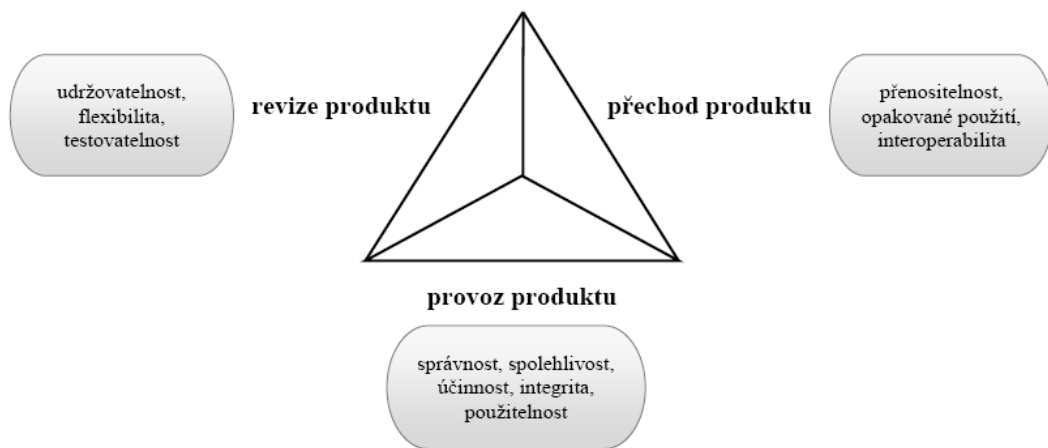 udržovatelnost,
flexibilita,
testovatelnost
revize produktu
přechod produktu
přenositelnost,
opakované použití,
interoperabilita
provoz produktu
správnost, spolehlivost,
účinnost, integrita,
použitelnost